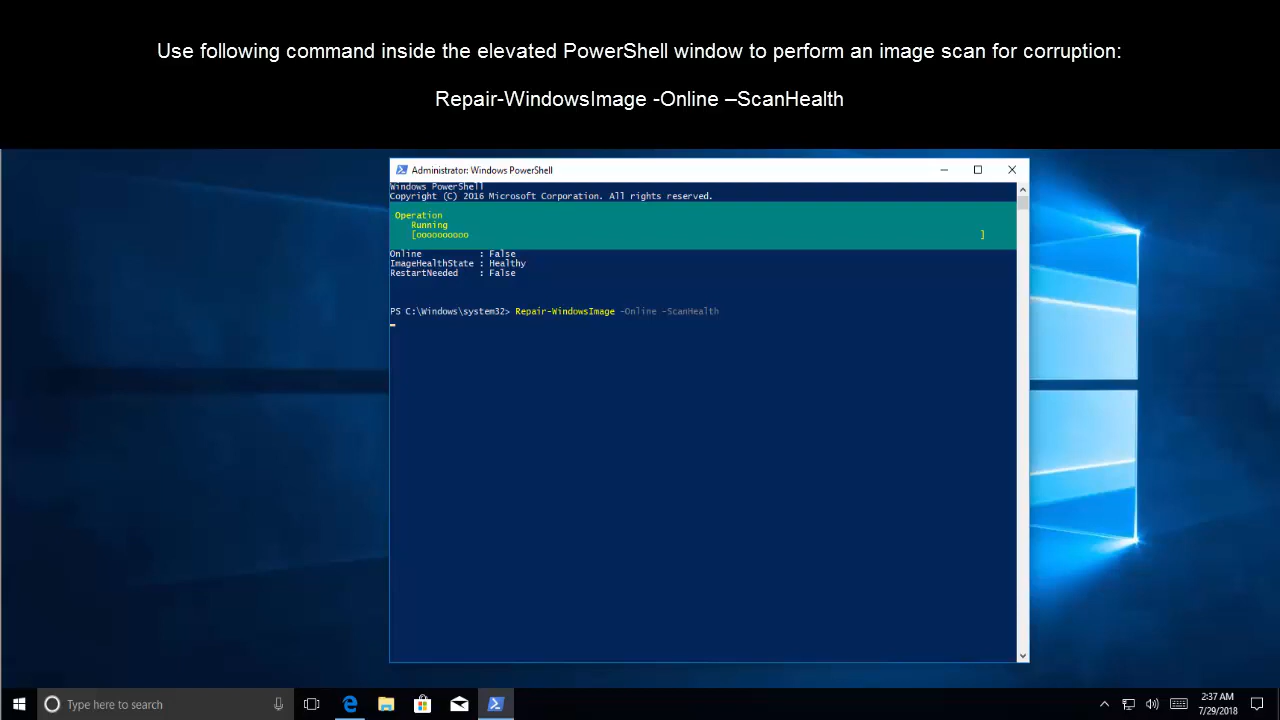 Use following command inside the elevated PowerShell window to perform an image scan for corruption:
Repair-WindowsImage -Online –ScanHealth
Administrator: Windows PowerShell
Windows PowerShell
Copyright (C) 2016 Microsoft Corporation. All rights reserved.
Operation
Running
[oooooooooo ]
Online : False
ImageHealthState : Healthy
RestartNeeded : False
PS C:\Windows\system32> Repair-WindowsImage -Online –ScanHealth
Type here to search
2:37 AM
7/29/2018